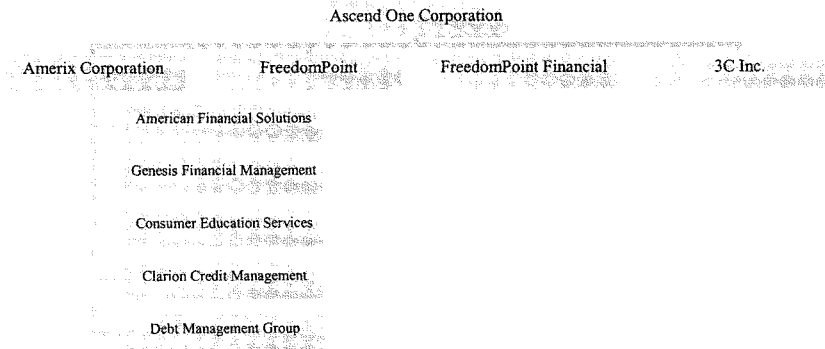 Ascend One Corporation
Amerix Corporation FreedomPoint FreedomPoint Financial 3C Inc.
American Financial Solutions
Genesis Financial Management
Consumer Education Services
Clarion Credit Management
Debt Management Group